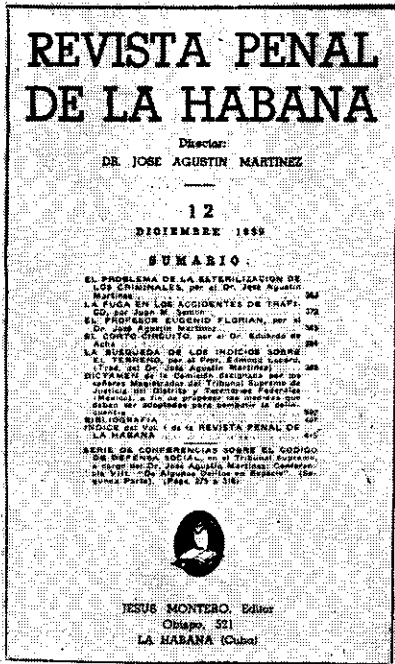 REVISTA PENAL
DE LA HABANA
Director:
DR. JOSE AGUSTIN MARTINEZ
12
DICIEMBRE
SUMARIO
EL PROBLEMA DE LA ESTERILIZACION DE
LOS CRIMINALES, por el Dr. José Agustín
Martínez
LA FUGA EN LOS ACCIDENTES DE TRAFI-
CO, por Juan M.
EL PROFESOR EUGENIO FLORIAN, por el
Dr. José Agustín Martínez
EL CORTO CIRCUITO, por el Dr. Eduardo de
Acha
LA BUSQUEDA DE LOS INDICIOS SOBRE
EL TERRENO, por el Prof. Edmond Locard.
(Trad. del Dr. José Agustín Martínez)
DICTAMEN de la Comisión designada por los
señores Magistrados del Tribunal Supremo de
Justicia del Distrito y Territorios Federales
(México), a fin de proponer las medidas que
deben ser adoptadas para combatir la delin-
cuencia
BIBLIOGRAFIA
INDICE del Vol. I de la REVISTA PENAL DE
LA HABANA
SERIE DE CONFERENCIAS SOBRE EL CODIGO
DE DEFENSA SOCIAL, en el Tribunal Supremo,
a cargo del Dr. José Agustín Martínez: Conferen-
cia VIII: "De Algunos Delitos en Especie". (Se-
gunda Parte). (Págs. 275 a 316)
JESUS MONTERO, Editor
Obispo, 521
LA HABANA (Cuba)